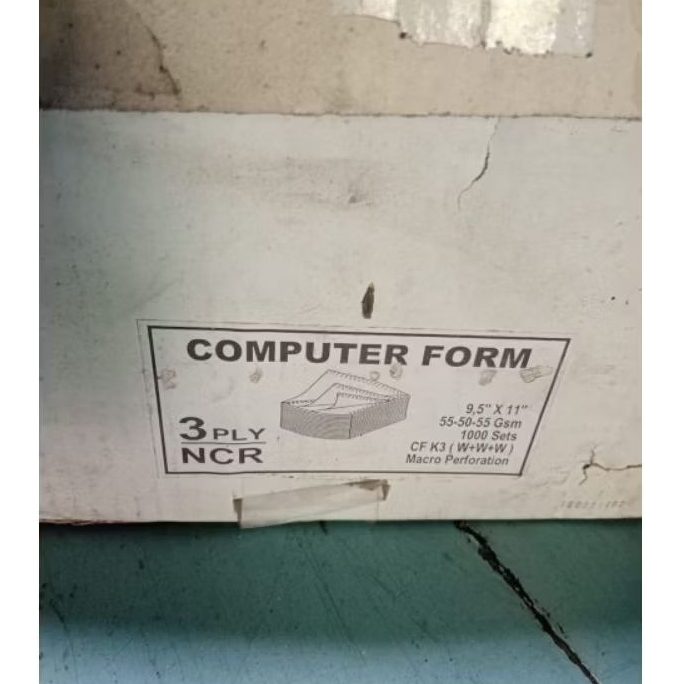 COMPUTER FORM
3 PLY
NCR
9,5" X 11"
55-50-55 Gsm
1000 Sets
CF K3 ( W+W+W )
Macro Perforation